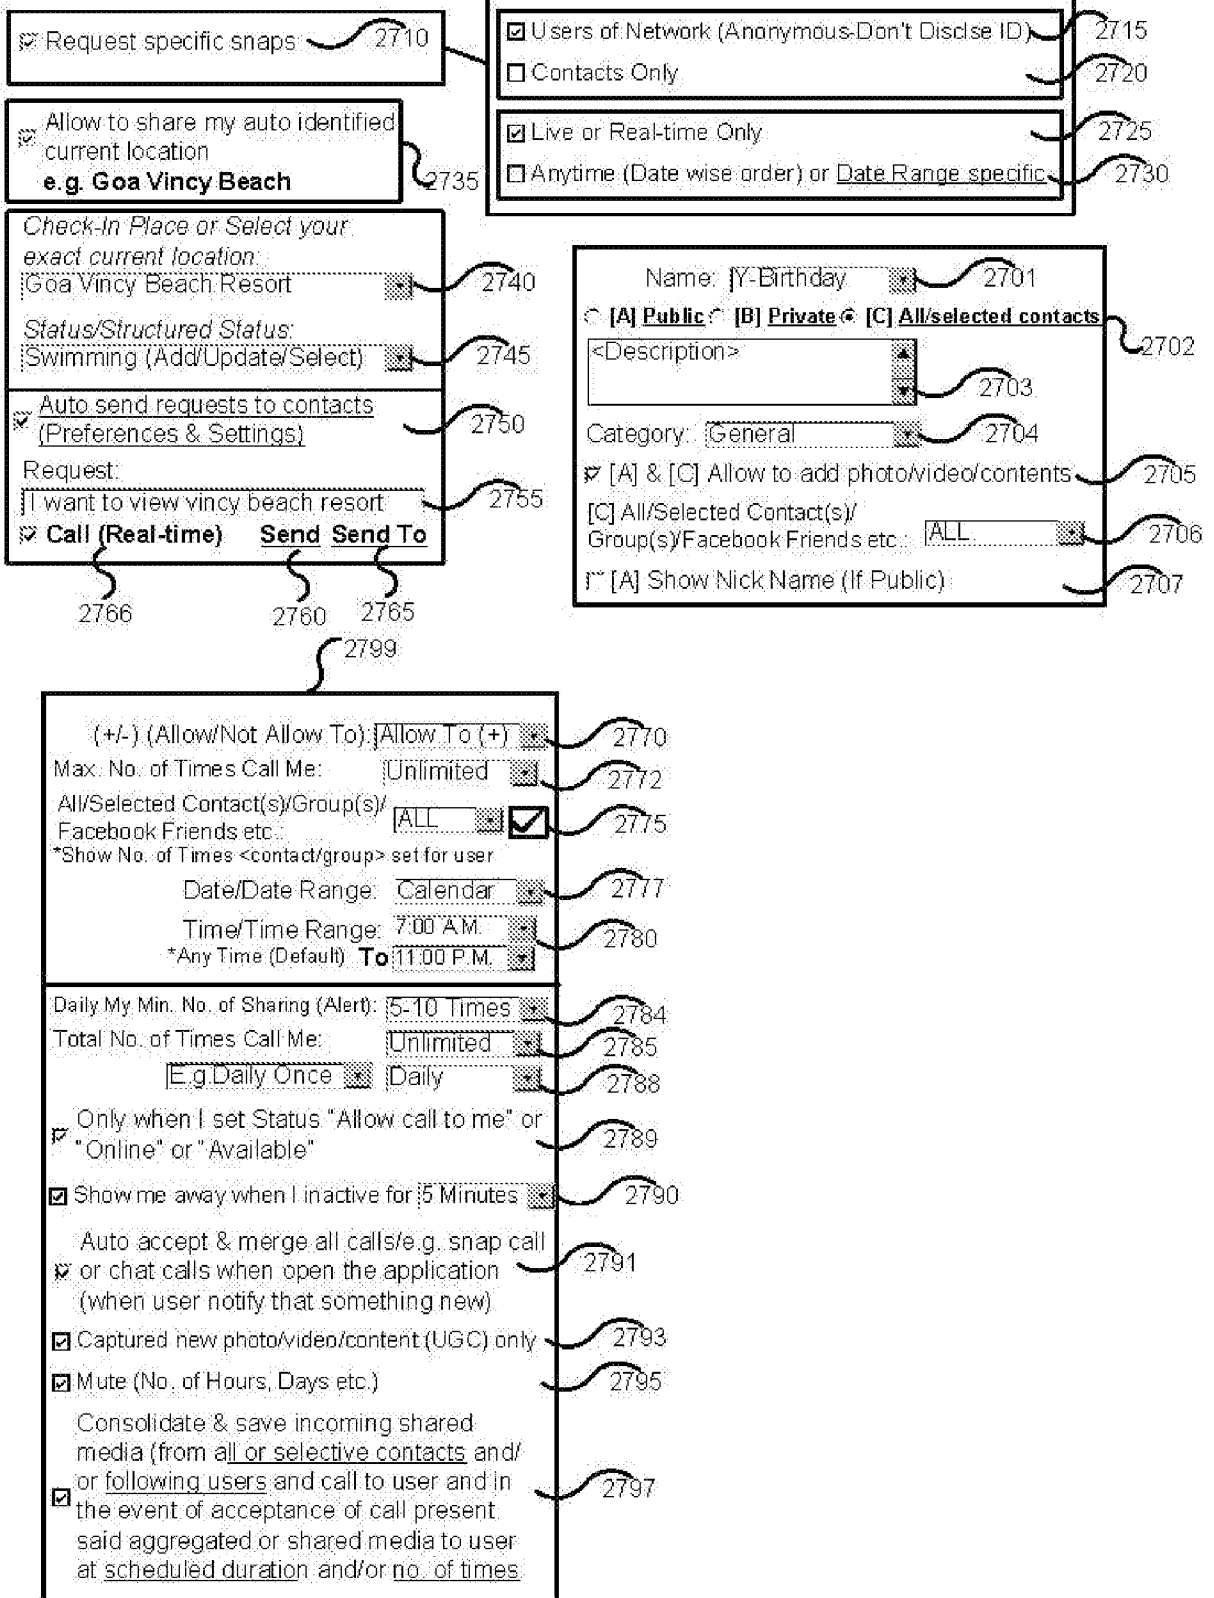 Request specific snaps 2710
Users of Network (Anonymous-Don't Disclse ID) 2715
Contacts Only 2720
Live or Real-time Only 2725
Anytime (Date wise order) or Date Range specific 2730
Allow to share my auto identified
current location
e.g. Goa Vincy Beach 2735
Check-In Place or Select your
exact current location:
Goa Vincy Beach Resort 2740
Status/Structured Status:
Swimming (Add/Update/Select) 2745
Auto send requests to contacts
(Preferences & Settings) 2750
Request:
I want to view vincy beach resort 2755
Call (Real-time) Send Send To
2766 2760 2765
Name: Y-Birthday 2701
[A] Public [B] Private [C] All/selected contacts
2702
<Description>
2703
Category: General 2704
[A] & [C] Allow to add photo/video/contents 2705
[C] All/Selected Contact(s)/
Group(s)/Facebook Friends etc.: ALL 2706
[A] Show Nick Name (If Public) 2707
2799
(+/-) (Allow/Not Allow To): Allow To (+) 2770
Max. No. of Times Call Me: Unlimited 2772
All/Selected Contact(s)/Group(s)/
Facebook Friends etc.: ALL 2775
*Show No. of Times <contact/group> set for user
Date/Date Range: Calendar 2777
Time/Time Range: 7:00 A.M. 2780
*Any Time (Default) To 11:00 P.M.
Daily My Min. No. of Sharing (Alert): 5-10 Times 2784
Total No. of Times Call Me: Unlimited 2785
E.g.Daily Once Daily 2788
Only when I set Status "Allow call to me" or
"Online" or "Available" 2789
Show me away when I inactive for 5 Minutes 2790
Auto accept & merge all calls/e.g. snap call
or chat calls when open the application 2791
(when user notify that something new)
Captured new photo/video/content (UGC) only 2793
Mute (No. of Hours, Days etc.) 2795
Consolidate & save incoming shared
media (from all or selective contacts and/
or following users and call to user and in 2797
the event of acceptance of call present
said aggregated or shared media to user
at scheduled duration and/or no. of times